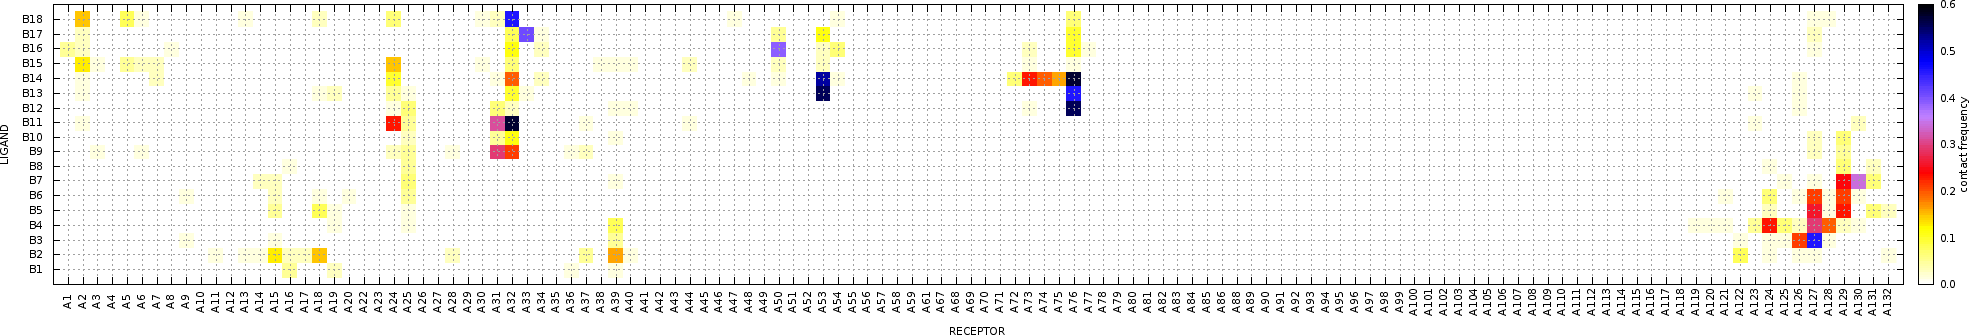 B18
B17
B16
B15
B14
B13
B12
B11
B10
B9
B8
B7
B6
B5
B4
B3
B2
B1
LIGAND
A1 A2 A3 A4 A5 A6 A7 A8 A9 A10 A11 A12 A13 A14 A15 A16 A17 A18 A19 A20 A22 A23 A24 A25 A26 A27 A28 A29 A30 A31 A32 A33 A34 A35 A36 A37 A38 A39 A40 A41 A42 A43 A44 A45 A46 A47 A48 A49 A50 A51 A52 A53 A54 A55 A56 A57 A58 A59 A61 A67 A68 A69 A70 A71 A72 A73 A74 A75 A76 A77 A78 A79 A80 A81 A82 A83 A84 A85 A87 A88 A89 A90 A91 A92 A93 A94 A95 A96 A97 A98 A99 A100 A101 A102 A103 A104 A105 A106 A107 A108 A109 A110 A111 A112 A113 A114 A115 A116 A117 A118 A119 A120 A121 A122 A123 A124 A125 A126 A127 A128 A129 A130 A131 A132
RECEPTOR
0.6
0.5
0.4
0.3
0.2
0.1
0.0
contact frequency